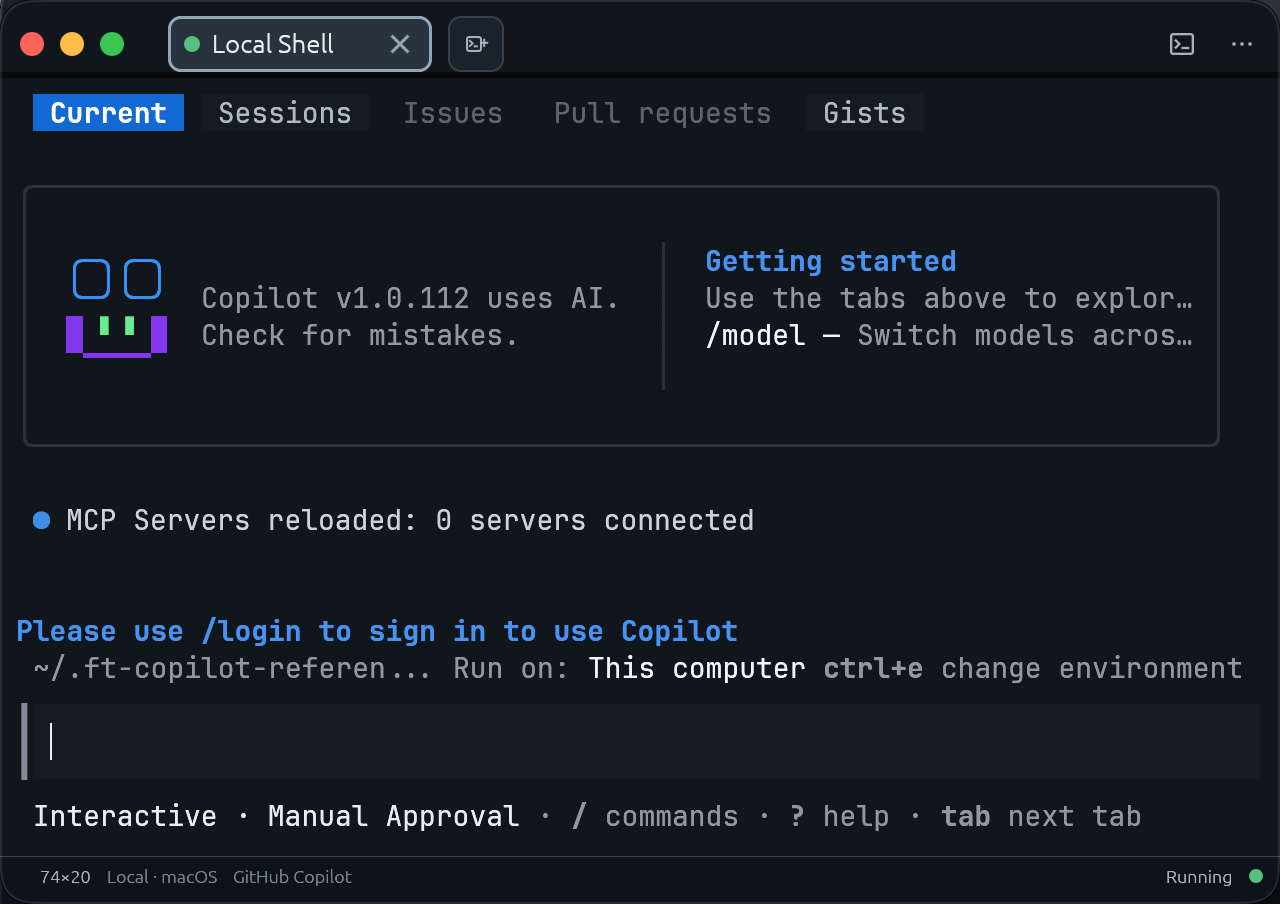 Local Shell
Current Sessions Issues Pull requests Gists
Getting started
Copilot v1.0.112 uses AI. Use the tabs above to explor…
Check for mistakes. /model — Switch models acros…
MCP Servers reloaded: 0 servers connected
Please use /login to sign in to use Copilot
~/.ft-copilot-referen... Run on: This computer ctrl+e change environment
Interactive · Manual Approval · / commands · ? help · tab next tab
74×20 Local · macOS GitHub Copilot Running